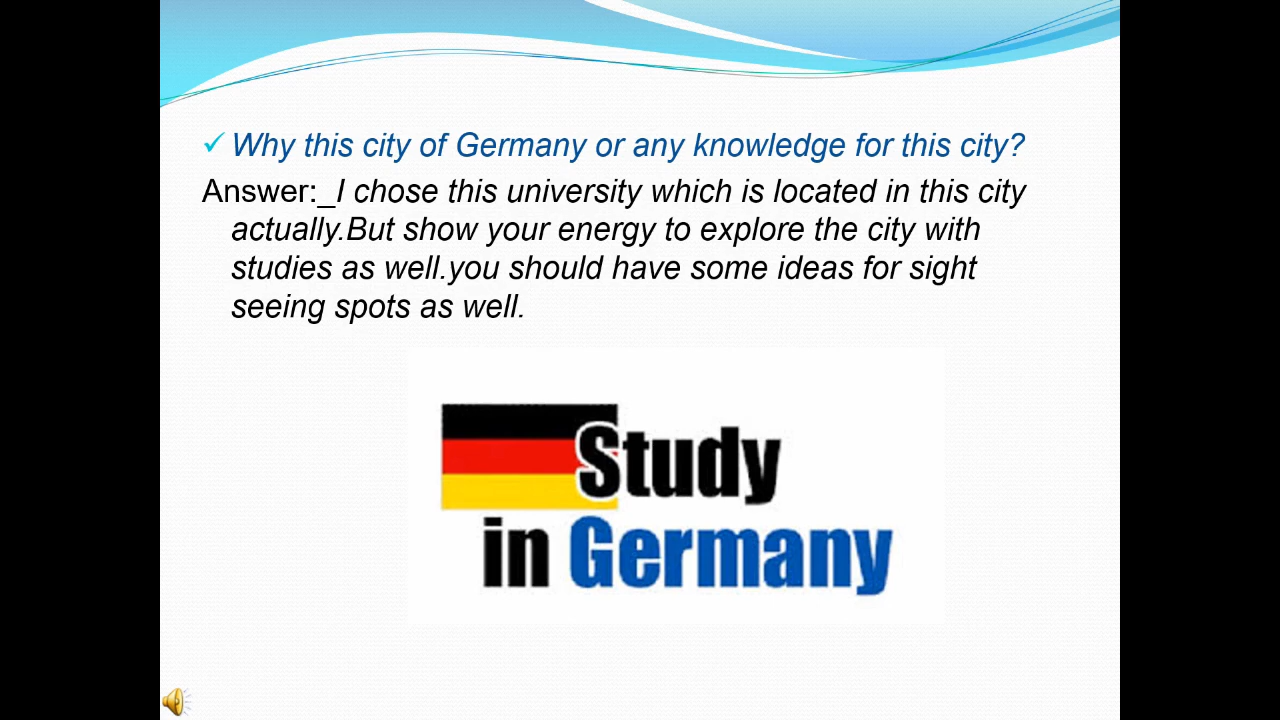 Why this city of Germany or any knowledge for this city?
Answer:_I chose this university which is located in this city
actually.But show your energy to explore the city with
studies as well.you should have some ideas for sight
seeing spots as well.
Study
in Germany